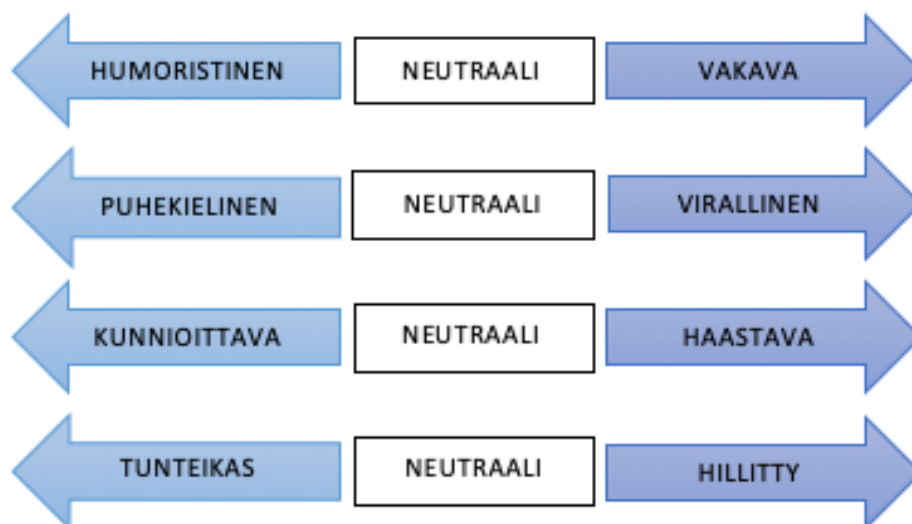 HUMORISTINEN NEUTRAALI VAKAVA
PUHEKIELINEN NEUTRAALI VIRALLINEN
KUNNIOITTAVA NEUTRAALI HAASTAVA
TUNTEIKAS NEUTRAALI HILLITTY